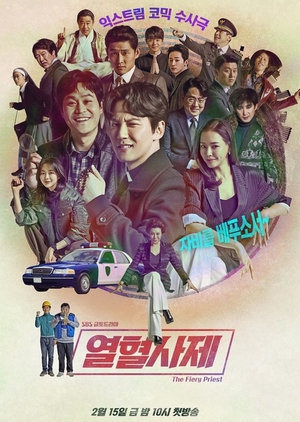 익스트림 코믹 수사극
자비를 베푸소서
SBS 금토드라마
열혈사제
The Fiery Priest
2월 15일 금 밤 10시 첫방송